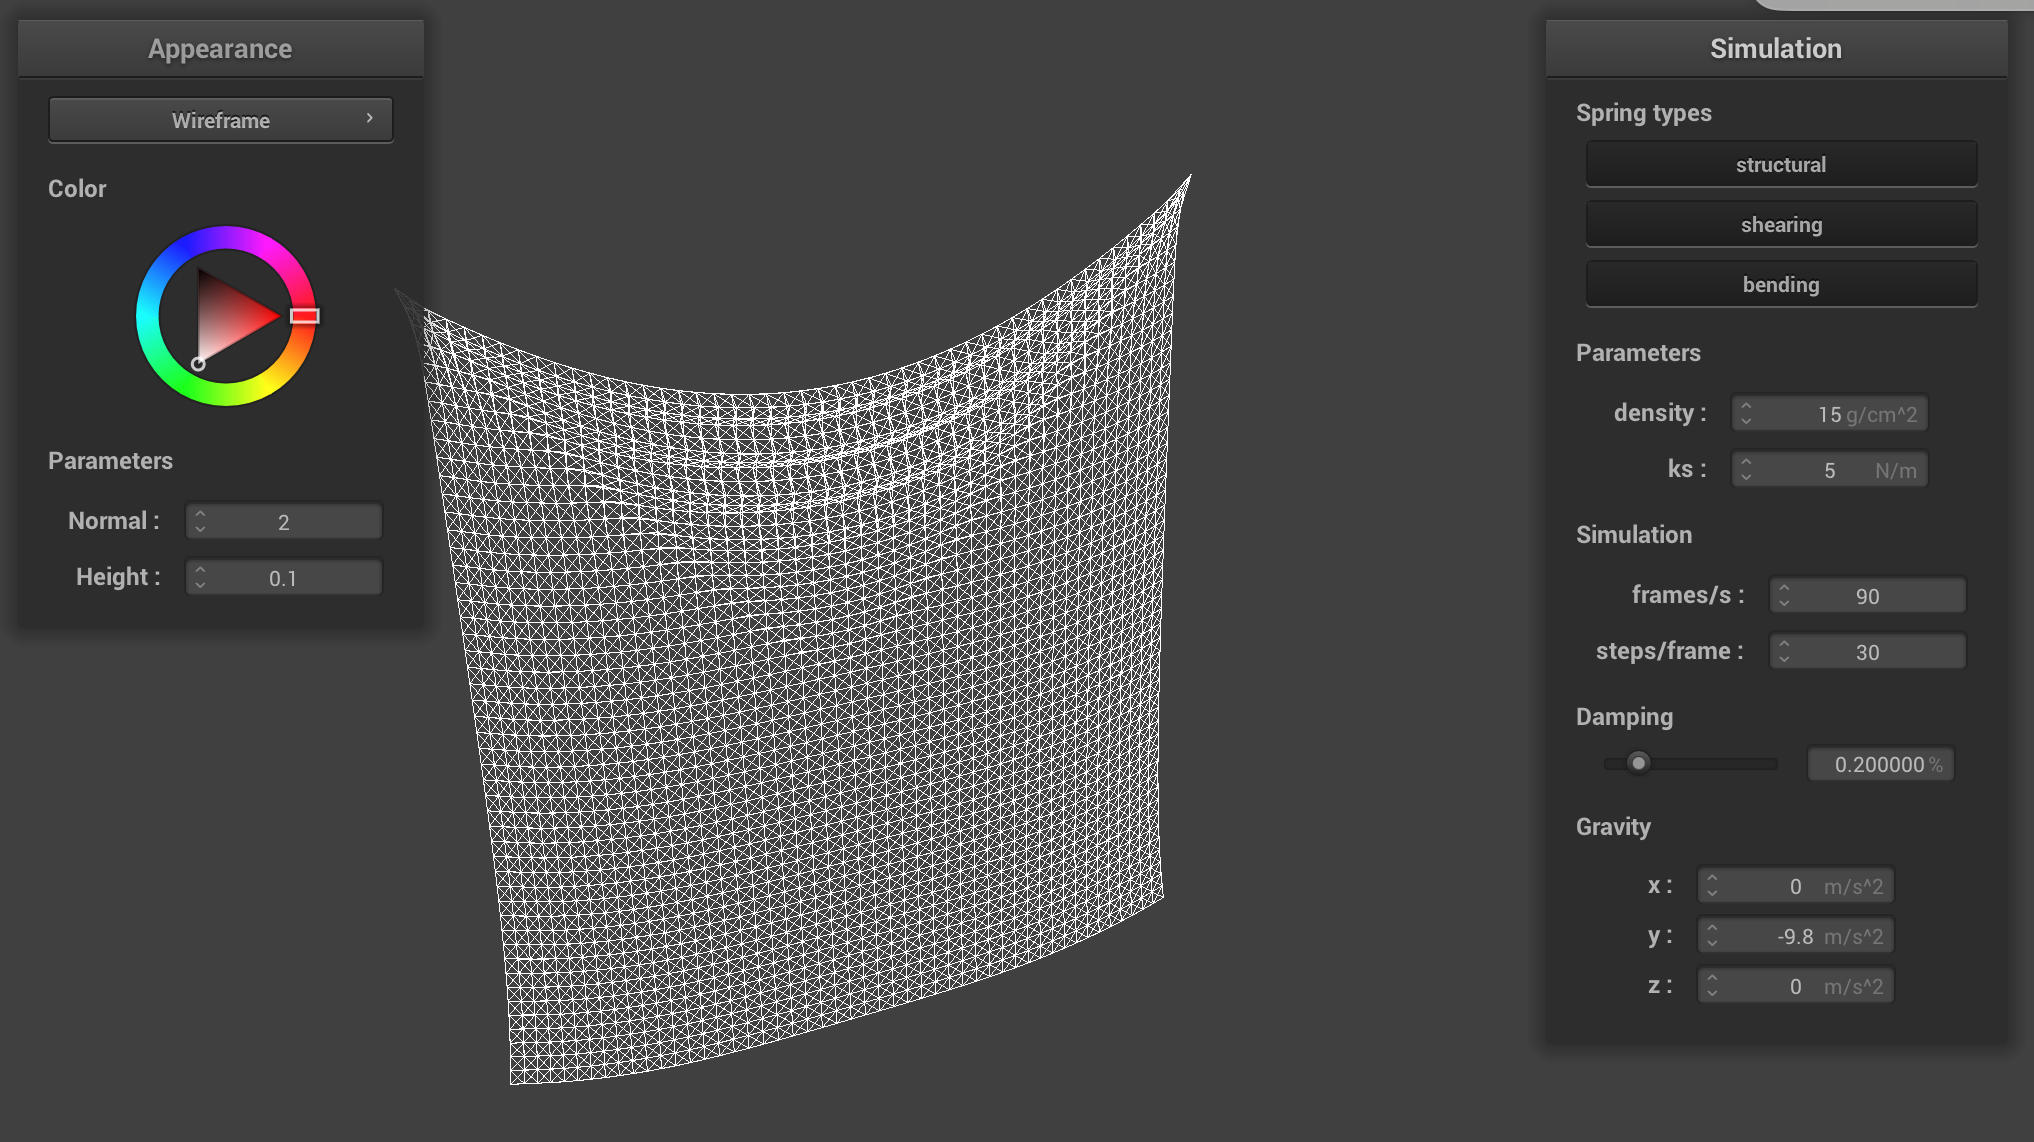 Appearance
Wireframe
Color
Parameters
Normal : 2
Height : 0.1
Simulation
Spring types
structural
shearing
bending
Parameters
density : 15 g/cm^2
ks : 5 N/m
Simulation
frames/s : 90
steps/frame : 30
Damping
0.200000 %
Gravity
x : 0 m/s^2
y : -9.8 m/s^2
z : 0 m/s^2